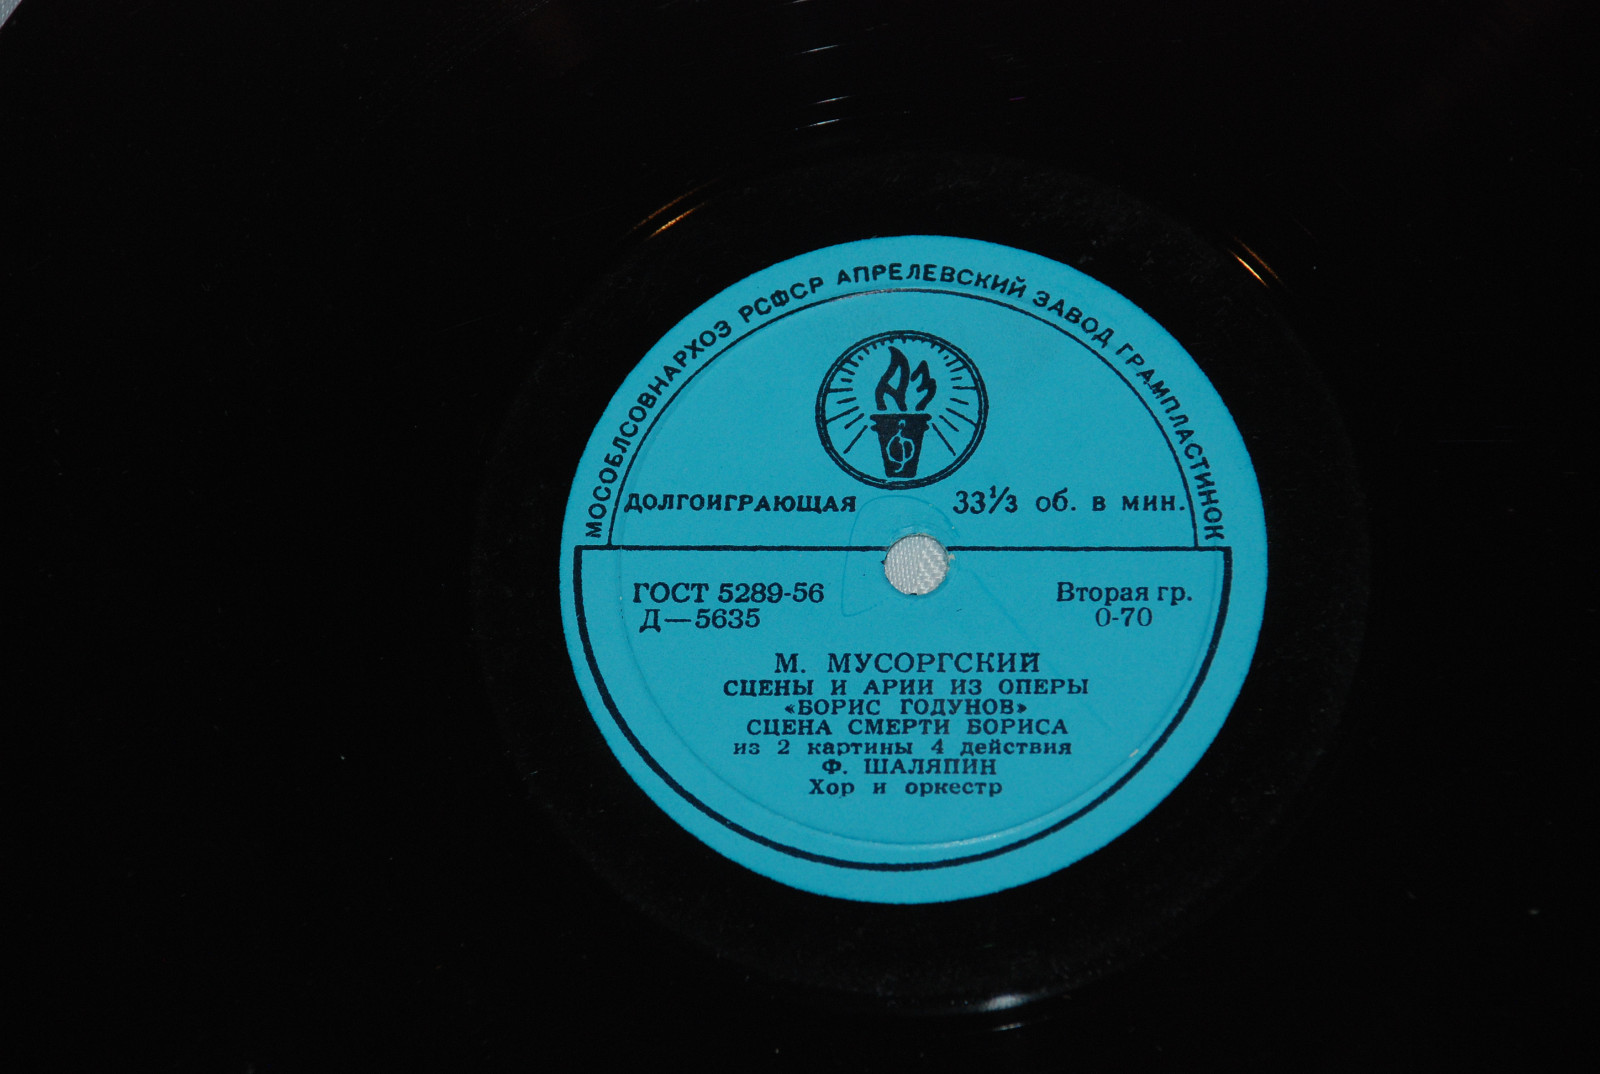 МОСОБЛСОВНАРХОЗ РСФСР АПРЕЛЕВСКИЙ ЗАВОД ГРАМПЛАСТИНОК
АЗ
ДОЛГОИГРАЮЩАЯ 33⅓ об. в мин.
ГОСТ 5289-56 Вторая гр.
Д—5635 0-70
М. МУСОРГСКИЙ
СЦЕНЫ И АРИИ ИЗ ОПЕРЫ
«БОРИС ГОДУНОВ»
СЦЕНА СМЕРТИ БОРИСА
из 2 картины 4 действия
Ф. ШАЛЯПИН
Хор и оркестр